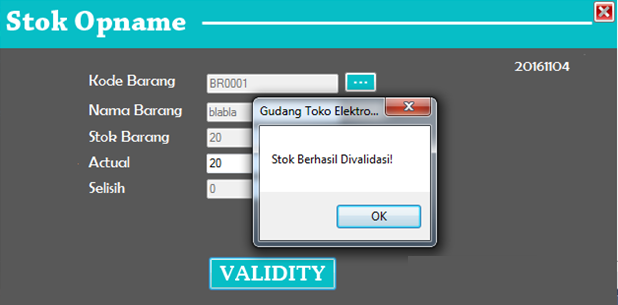 Stok Opname
20161104
Kode Barang BR0001 ...
Nama Barang blabla
Stok Barang 20
Actual 20
Selisih 0
Gudang Toko Elektro...
Stok Berhasil Divalidasi!
OK
VALIDITY